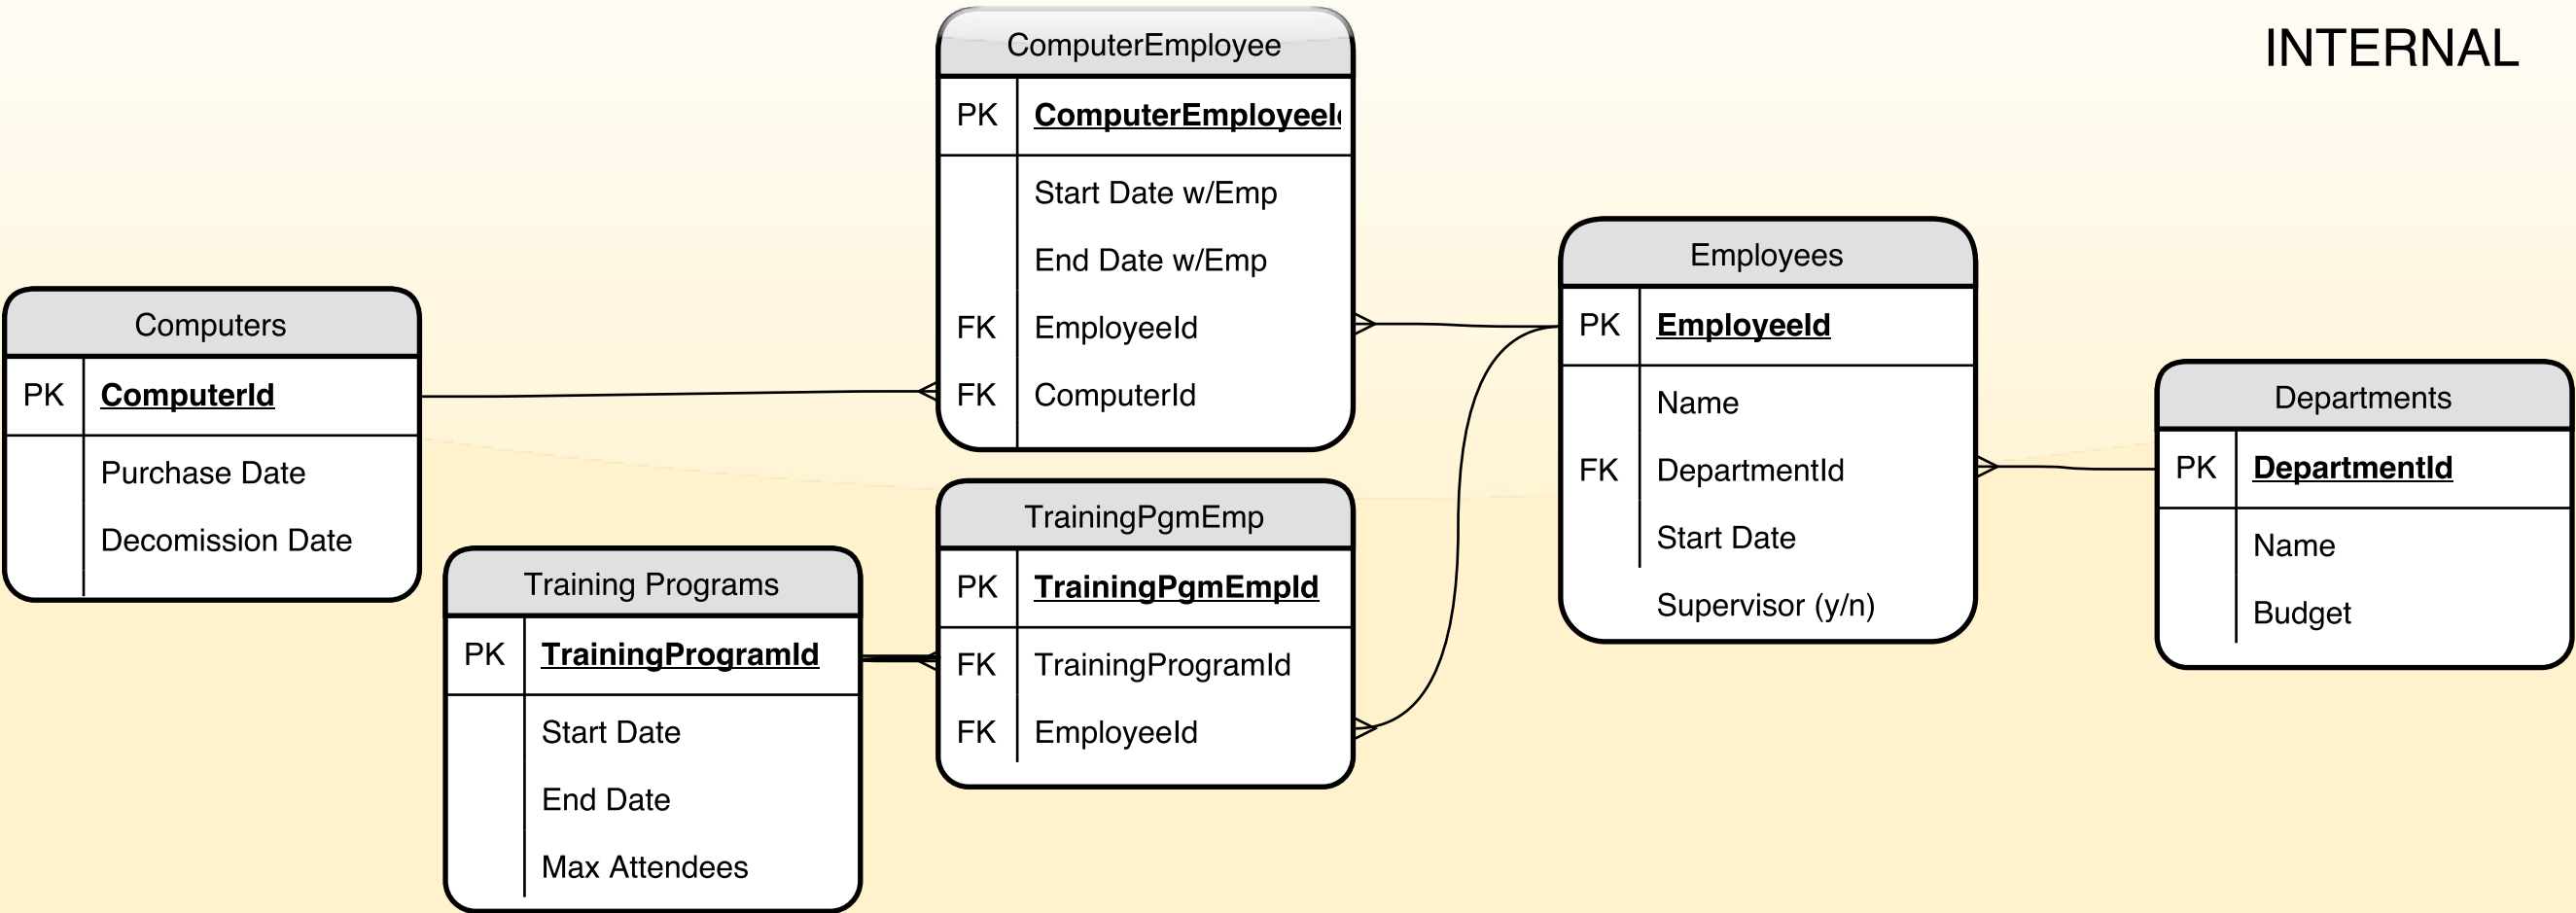 INTERNAL
ComputerEmployee
PK ComputerEmployeeI
Start Date w/Emp
End Date w/Emp
FK EmployeeId
FK ComputerId
Employees
PK EmployeeId
Name
FK DepartmentId
Start Date
Supervisor (y/n)
Computers
PK ComputerId
Purchase Date
Decomission Date
Departments
PK DepartmentId
Name
Budget
TrainingPgmEmp
PK TrainingPgmEmpId
FK TrainingProgramId
FK EmployeeId
Training Programs
PK TrainingProgramId
Start Date
End Date
Max Attendees